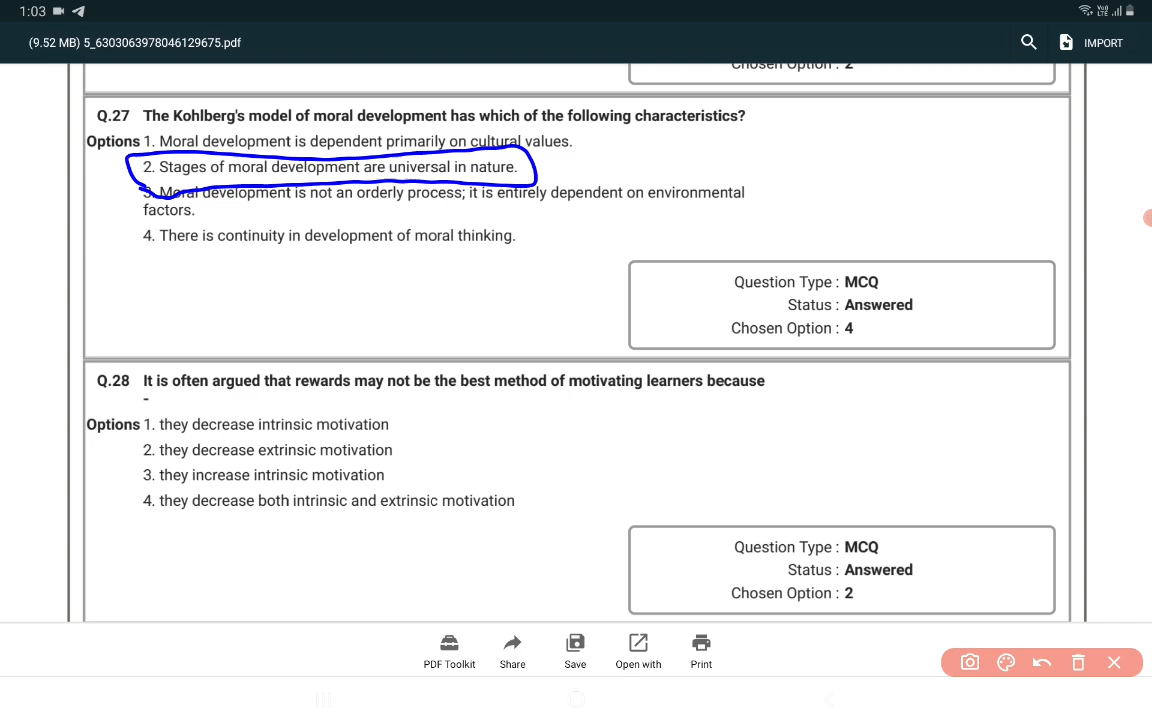 1:03
Vo) LTE
(9.52 MB) 5_6303063978046129675.pdf
IMPORT
Chosen Option : 2
Q.27 The Kohlberg's model of moral development has which of the following characteristics?
Options 1. Moral development is dependent primarily on cultural values.
2. Stages of moral development are universal in nature.
3. Moral development is not an orderly process; it is entirely dependent on environmental
factors.
4. There is continuity in development of moral thinking.
Question Type : MCQ
Status : Answered
Chosen Option : 4
Q.28 It is often argued that rewards may not be the best method of motivating learners because
-
Options 1. they decrease intrinsic motivation
2. they decrease extrinsic motivation
3. they increase intrinsic motivation
4. they decrease both intrinsic and extrinsic motivation
Question Type : MCQ
Status : Answered
Chosen Option : 2
PDF Toolkit Share Save Open with Print